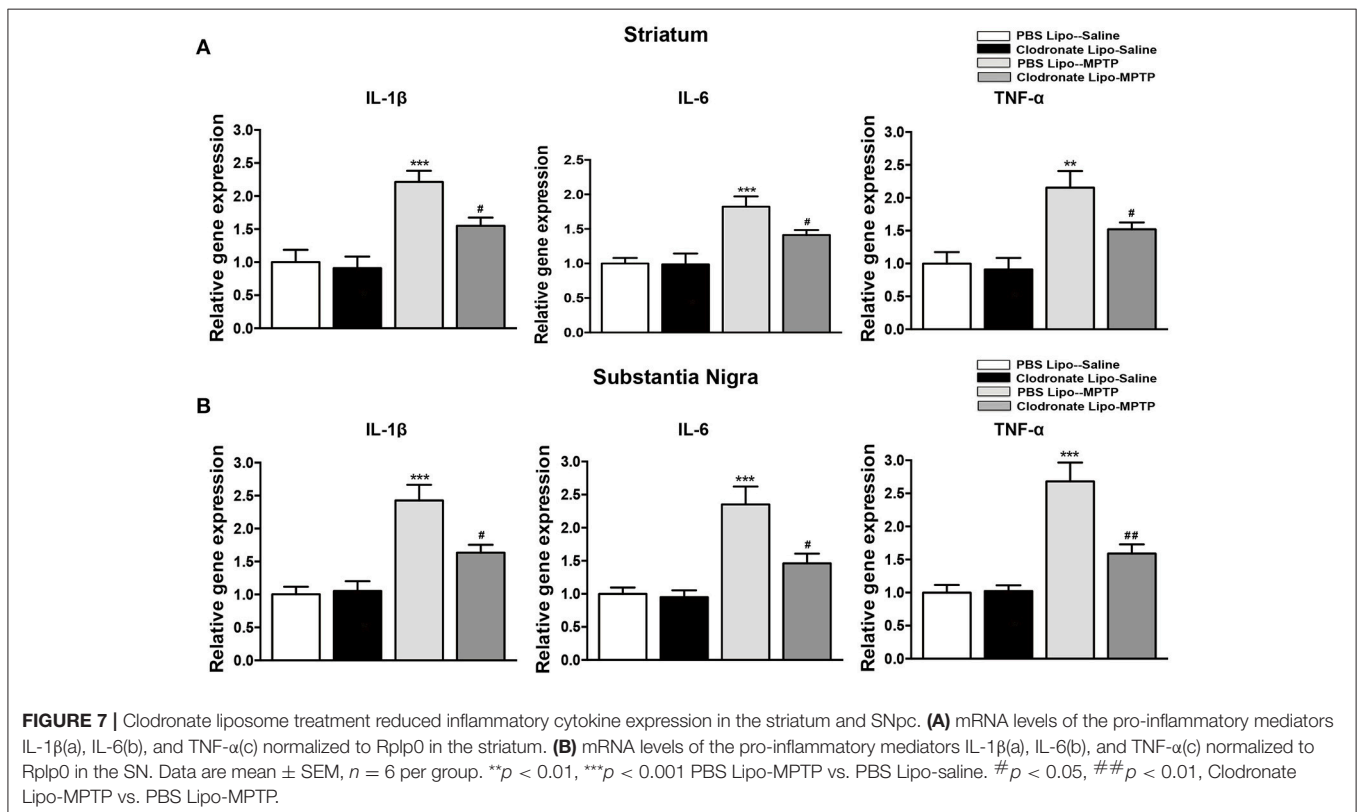 A
Striatum
PBS Lipo--Saline
Clodronate Lipo-Saline
PBS Lipo--MPTP
Clodronate Lipo-MPTP
IL-1β
IL-6
TNF-α
Relative gene expression
3.0
2.5
2.0
1.5
1.0
0.5
0.0
***
#
Relative gene expression
2.5
2.0
1.5
1.0
0.5
0.0
***
#
Relative gene expression
3.0
2.5
2.0
1.5
1.0
0.5
0.0
**
#
B
Substantia Nigra
PBS Lipo--Saline
Clodronate Lipo-Saline
PBS Lipo--MPTP
Clodronate Lipo-MPTP
IL-1β
IL-6
TNF-α
Relative gene expression
3.0
2.5
2.0
1.5
1.0
0.5
0.0
***
#
Relative gene expression
3.0
2.5
2.0
1.5
1.0
0.5
0.0
***
#
Relative gene expression
3.0
2.5
2.0
1.5
1.0
0.5
0.0
***
##
FIGURE 7 | Clodronate liposome treatment reduced inflammatory cytokine expression in the striatum and SNpc. (A) mRNA levels of the pro-inflammatory mediators
IL-1β(a), IL-6(b), and TNF-α(c) normalized to Rplp0 in the striatum. (B) mRNA levels of the pro-inflammatory mediators IL-1β(a), IL-6(b), and TNF-α(c) normalized to
Rplp0 in the SN. Data are mean ± SEM, n = 6 per group. **p < 0.01, ***p < 0.001 PBS Lipo-MPTP vs. PBS Lipo-saline. #p < 0.05, ##p < 0.01, Clodronate
Lipo-MPTP vs. PBS Lipo-MPTP.